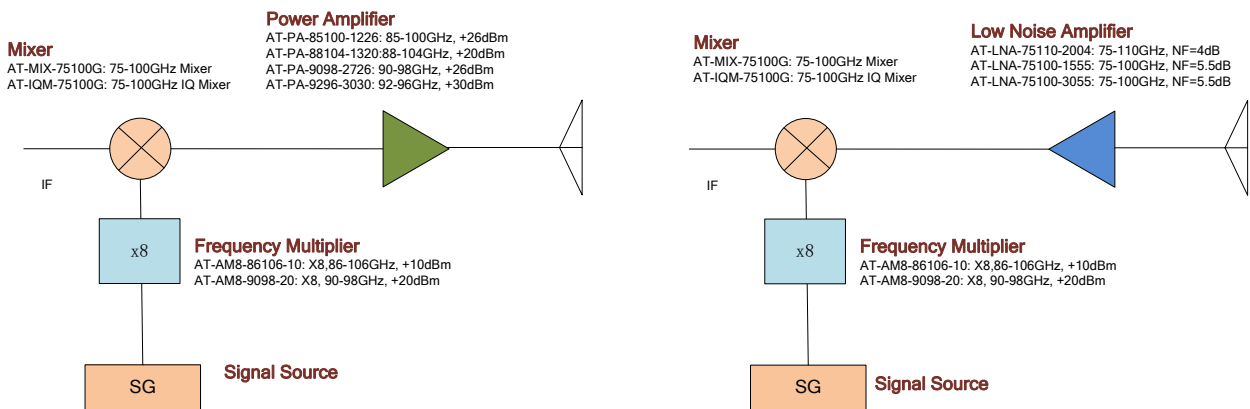 Mixer
AT-MIX-75100G: 75-100GHz Mixer
AT-IQM-75100G: 75-100GHz IQ Mixer
Power Amplifier
AT-PA-85100-1226: 85-100GHz, +26dBm
AT-PA-88104-1320:88-104GHz, +20dBm
AT-PA-9098-2726: 90-98GHz, +26dBm
AT-PA-9296-3030: 92-96GHz, +30dBm
IF
x8
Frequency Multiplier
AT-AM8-86106-10: X8,86-106GHz, +10dBm
AT-AM8-9098-20: X8, 90-98GHz, +20dBm
SG
Signal Source
Mixer
AT-MIX-75100G: 75-100GHz Mixer
AT-IQM-75100G: 75-100GHz IQ Mixer
Low Noise Amplifier
AT-LNA-75110-2004: 75-110GHz, NF=4dB
AT-LNA-75100-1555: 75-100GHz, NF=5.5dB
AT-LNA-75100-3055: 75-100GHz, NF=5.5dB
IF
x8
Frequency Multiplier
AT-AM8-86106-10: X8,86-106GHz, +10dBm
AT-AM8-9098-20: X8, 90-98GHz, +20dBm
SG
Signal Source